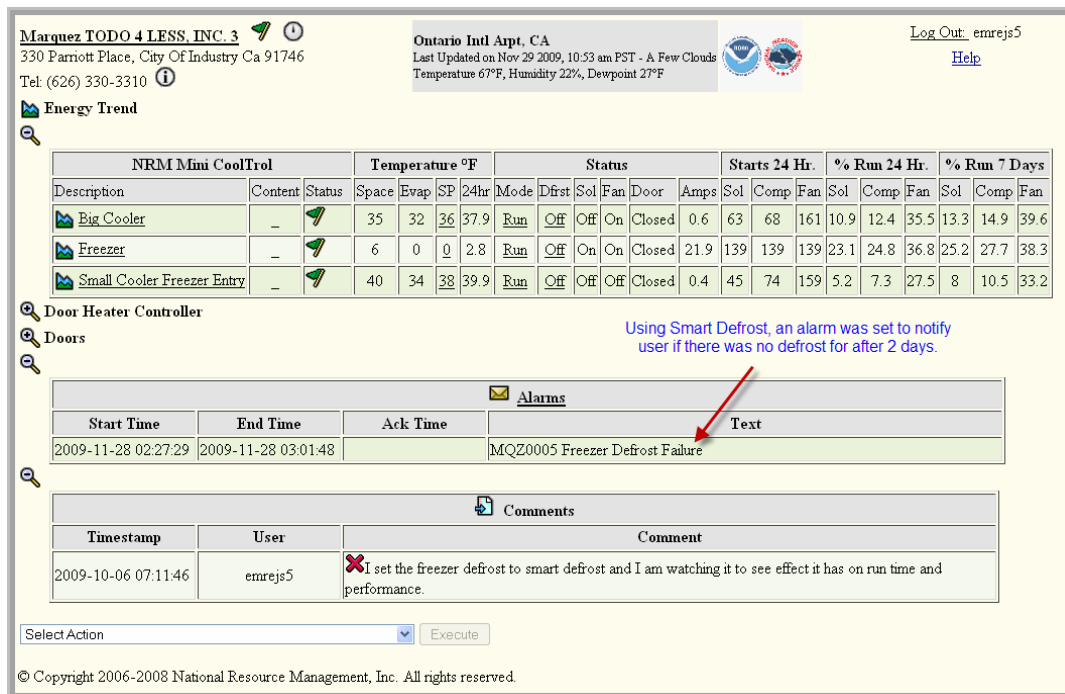 Marquez TODO 4 LESS, INC. 3
330 Parriott Place, City Of Industry Ca 91746
Tel: (626) 330-3310
Ontario Intl Arpt, CA
Last Updated on Nov 29 2009, 10:53 am PST - A Few Clouds
Temperature 67°F, Humidity 22%, Dewpoint 27°F
Log Out: emrejs5
Help
Energy Trend
NRM Mini CoolTrol Temperature °F Status Starts 24 Hr. % Run 24 Hr. % Run 7 Days
Description Content Status Space Evap SP 24hr Mode Dfrst Sol Fan Door Amps Sol Comp Fan Sol Comp Fan Sol Comp Fan
Big Cooler _ 35 32 36 37.9 Run Off Off On Closed 0.6 63 68 161 10.9 12.4 35.5 13.3 14.9 39.6
Freezer _ 6 0 0 2.8 Run Off On On Closed 21.9 139 139 139 23.1 24.8 36.8 25.2 27.7 38.3
Small Cooler Freezer Entry _ 40 34 38 39.9 Run Off Off Off Closed 0.4 45 74 159 5.2 7.3 27.5 8 10.5 33.2
Door Heater Controller
Doors
Using Smart Defrost, an alarm was set to notify
user if there was no defrost for after 2 days.
Alarms
Start Time End Time Ack Time Text
2009-11-28 02:27:29 2009-11-28 03:01:48 MQZ0005 Freezer Defrost Failure
Comments
Timestamp User Comment
2009-10-06 07:11:46 emrejs5 I set the freezer defrost to smart defrost and I am watching it to see effect it has on run time and
performance.
Select Action Execute
© Copyright 2006-2008 National Resource Management, Inc. All rights reserved.